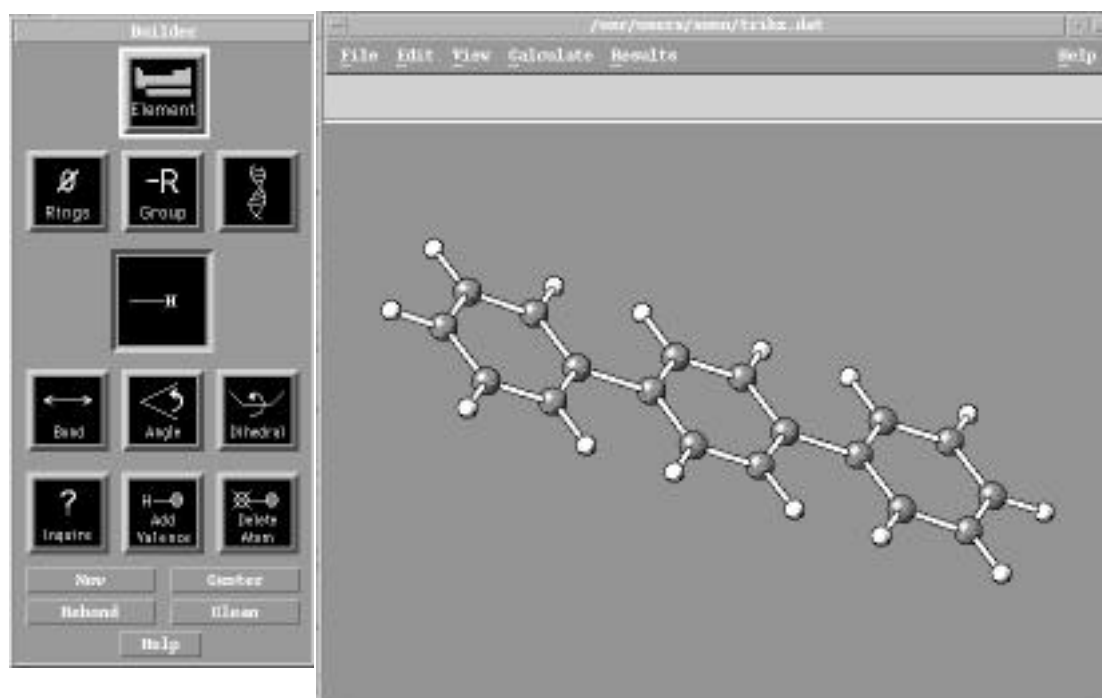 Builder
Element
Rings
-R
Group
H
Bond
Angle
Dihedral
?
Inquire
H
Add
Valence
Delete
Atom
New
Center
Rebond
Clean
Help
File Edit View Calculate Results Help